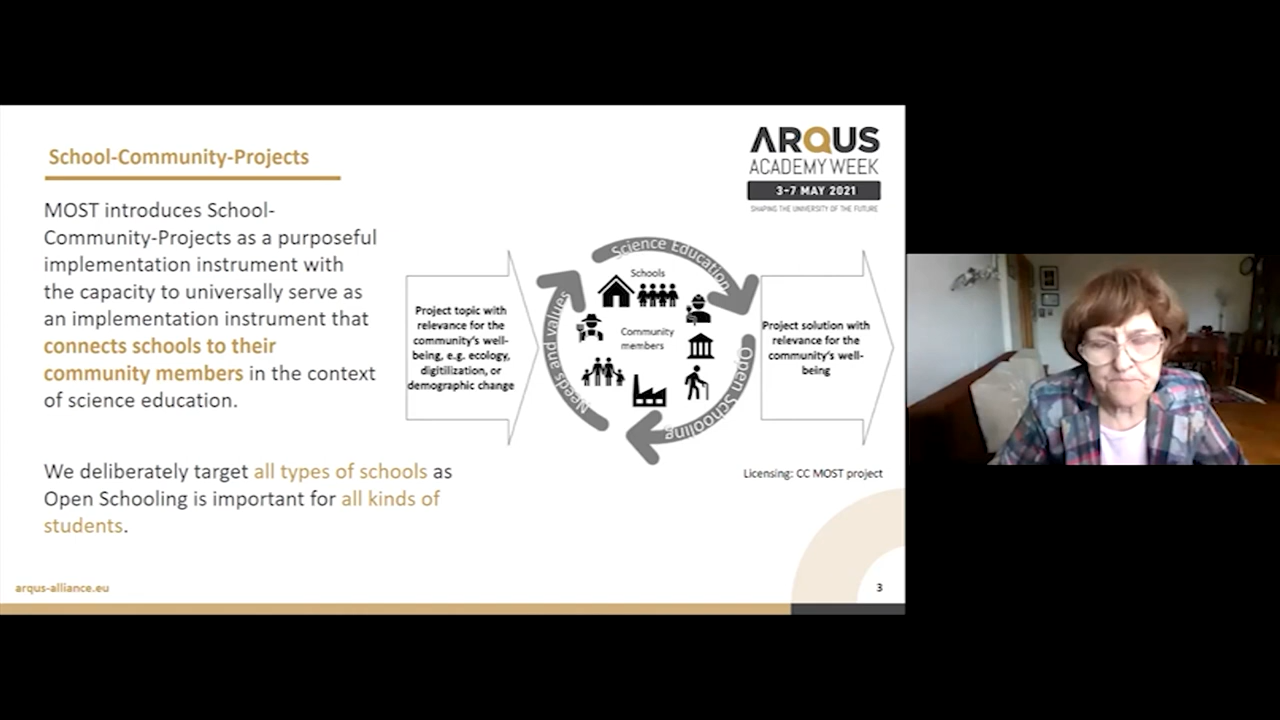 School-Community-Projects
ARQUS
ACADEMY WEEK
3-7 MAY 2021
SHAPING THE UNIVERSITY OF THE FUTURE
MOST introduces School-
Community-Projects as a purposeful
implementation instrument with
the capacity to universally serve as
an implementation instrument that
connects schools to their
community members in the context
of science education.
We deliberately target all types of schools as
Open Schooling is important for all kinds of
students.
Project topic with
relevance for the
community's well-
being, e.g. ecology,
digitilization, or
demographic change
Science Education
Needs and values
Open Schooling
Schools
Community
members
Project solution with
relevance for the
community's well-
being
Licensing: CC MOST project
arqus-alliance.eu
3